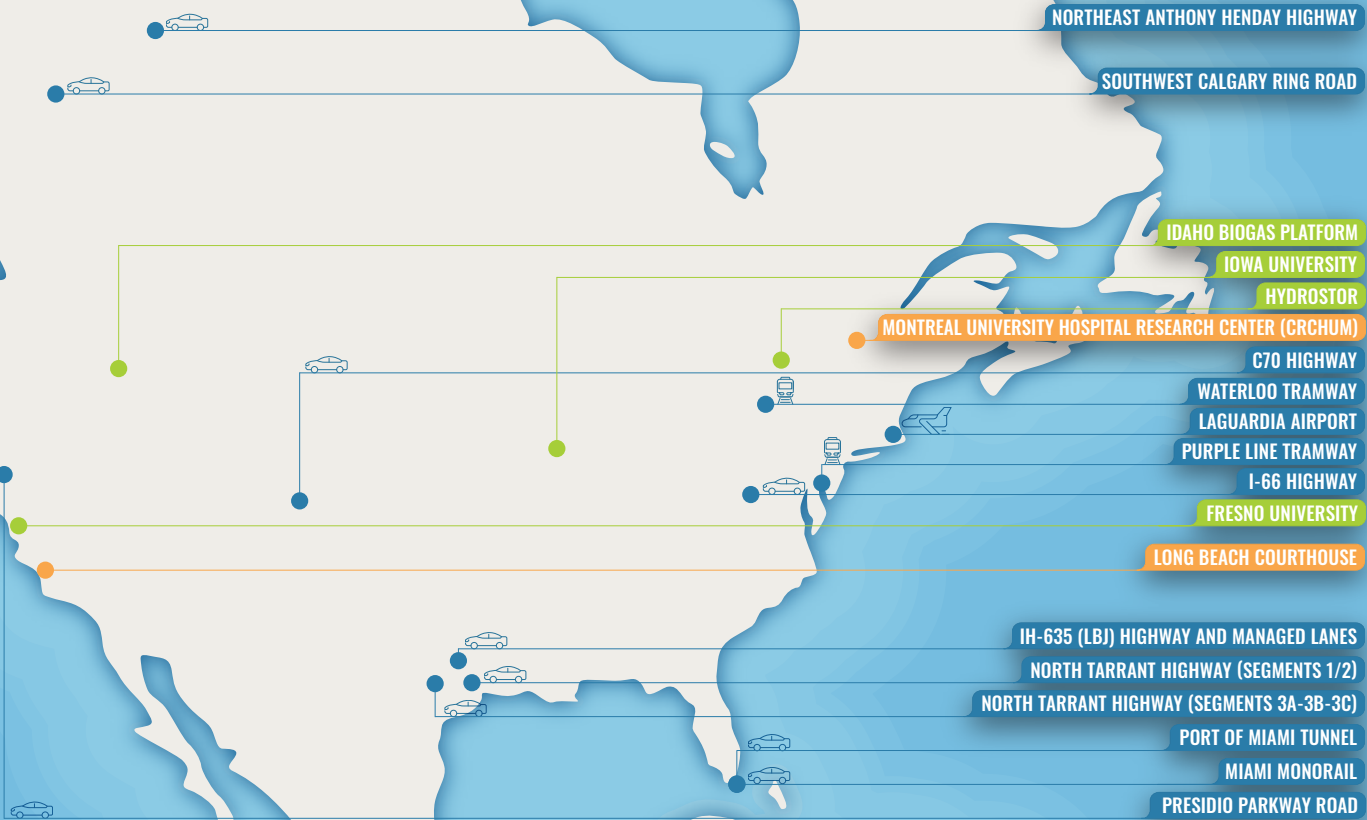 NORTHEAST ANTHONY HENDAY HIGHWAY
SOUTHWEST CALGARY RING ROAD
IDAHO BIOGAS PLATFORM
IOWA UNIVERSITY
HYDROSTOR
MONTREAL UNIVERSITY HOSPITAL RESEARCH CENTER (CRCHUM)
C70 HIGHWAY
WATERLOO TRAMWAY
LAGUARDIA AIRPORT
PURPLE LINE TRAMWAY
I-66 HIGHWAY
FRESNO UNIVERSITY
LONG BEACH COURTHOUSE
IH-635 (LBJ) HIGHWAY AND MANAGED LANES
NORTH TARRANT HIGHWAY (SEGMENTS 1/2)
NORTH TARRANT HIGHWAY (SEGMENTS 3A-3B-3C)
PORT OF MIAMI TUNNEL
MIAMI MONORAIL
PRESIDIO PARKWAY ROAD